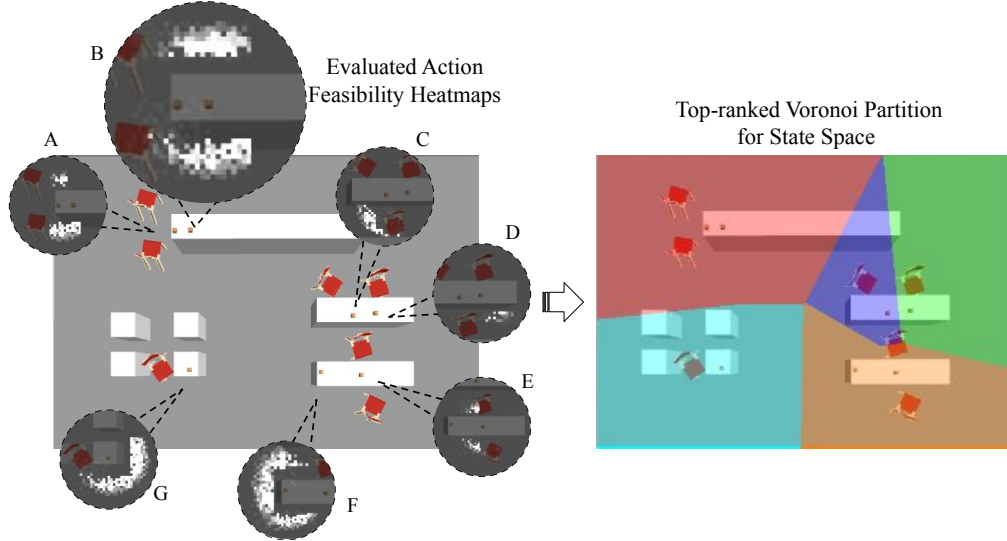 B
Evaluated Action
Feasibility Heatmaps
Top-ranked Voronoi Partition
for State Space
A
C
D
E
G
F